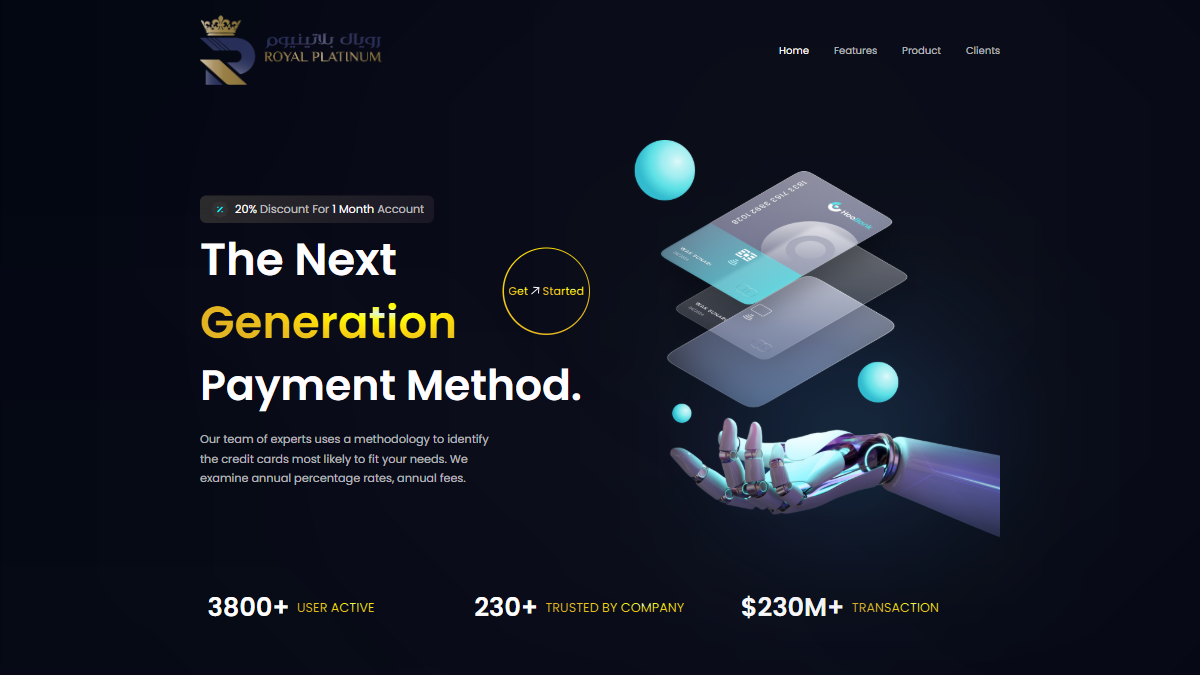 رويال بلاتينيوم
ROYAL PLATINUM
Home Features Product Clients
20% Discount For 1 Month Account
The Next
Generation
Payment Method.
Get Started
Our team of experts uses a methodology to identify
the credit cards most likely to fit your needs. We
examine annual percentage rates, annual fees.
HooBank
3800+ USER ACTIVE
230+ TRUSTED BY COMPANY
$230M+ TRANSACTION